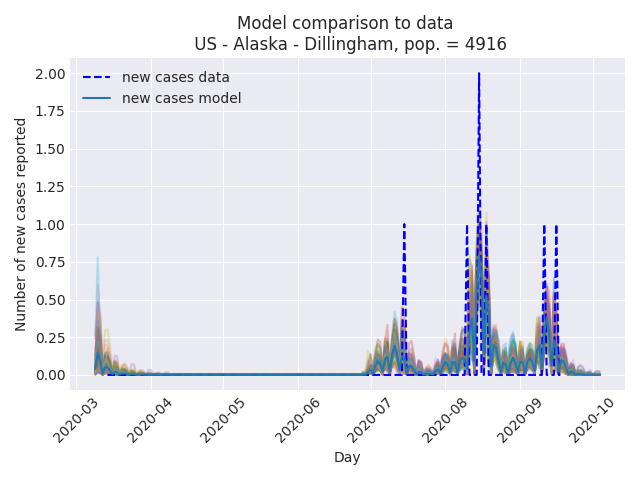 Model comparison to data
US - Alaska - Dillingham, pop. = 4916
new cases data
new cases model
Number of new cases reported
2.00
1.75
1.50
1.25
1.00
0.75
0.50
0.25
0.00
2020-03
2020-04
2020-05
2020-06
2020-07
2020-08
2020-09
2020-10
Day